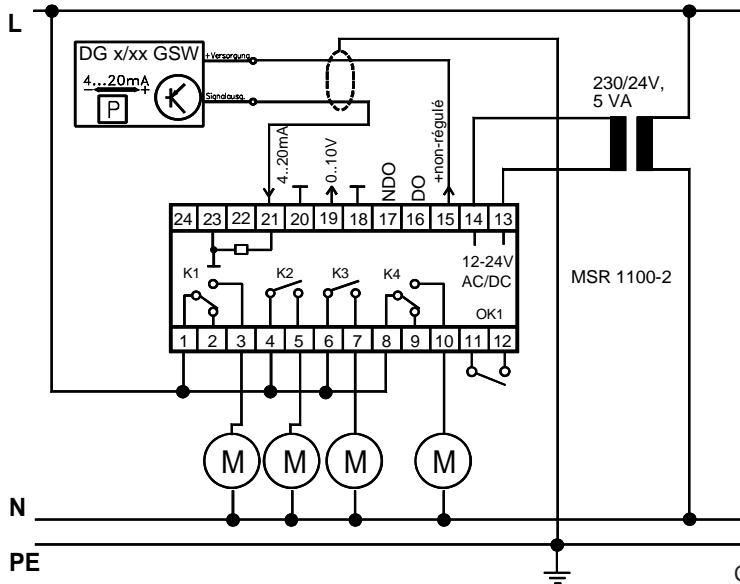 L
DG x/xx GSW
4...20mA
− +
P
+Versorgung
Signalausg.
4..20mA
0..10V
NDO
DO
+non-régulé
230/24V,
5 VA
24 23 22 21 20 19 18 17 16 15 14 13
12-24V
AC/DC
K1 K2 K3 K4
OK1
MSR 1100-2
1 2 3 4 5 6 7 8 9 10 11 12
M M M M
N
PE